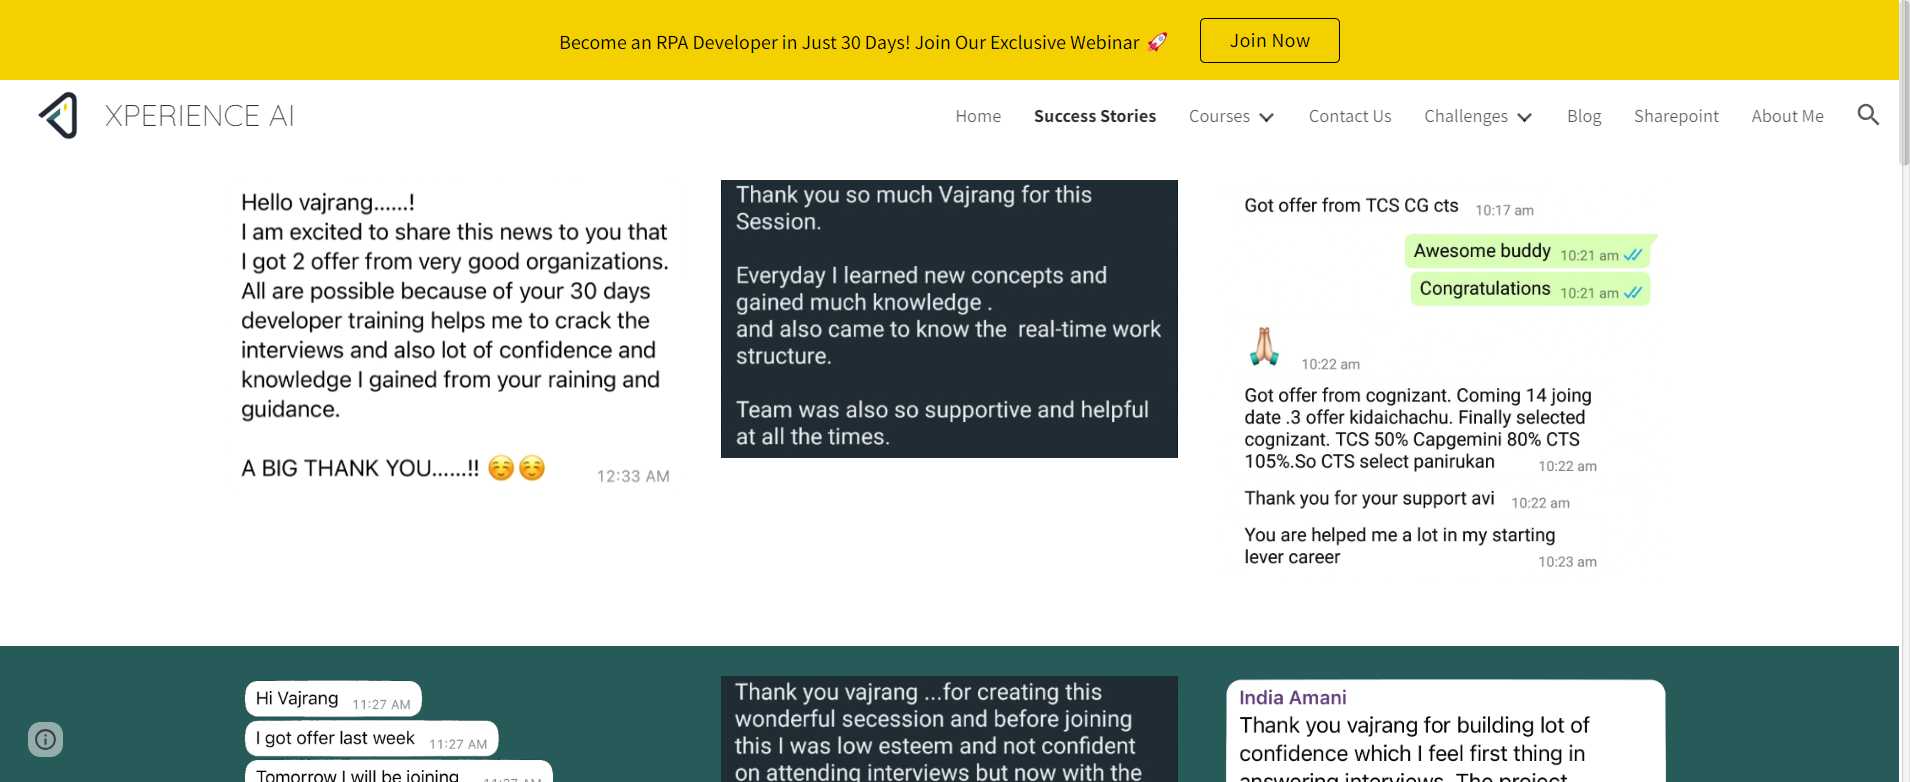 Become an RPA Developer in Just 30 Days! Join Our Exclusive Webinar 🚀
Join Now
XPERIENCE AI
Home
Success Stories
Courses
Contact Us
Challenges
Blog
Sharepoint
About Me
Hello vajrang......!
I am excited to share this news to you that
I got 2 offer from very good organizations.
All are possible because of your 30 days
developer training helps me to crack the
interviews and also lot of confidence and
knowledge I gained from your raining and
guidance.
A BIG THANK YOU......!! ☺️☺️ 12:33 AM
Thank you so much Vajrang for this
Session.
Everyday I learned new concepts and
gained much knowledge .
and also came to know the real-time work
structure.
Team was also so supportive and helpful
at all the times.
Got offer from TCS CG cts 10:17 am
Awesome buddy 10:21 am
Congratulations 10:21 am
🙏 10:22 am
Got offer from cognizant. Coming 14 joing
date .3 offer kidaichachu. Finally selected
cognizant. TCS 50% Capgemini 80% CTS
105%.So CTS select panirukan 10:22 am
Thank you for your support avi 10:22 am
You are helped me a lot in my starting
lever career 10:23 am
Hi Vajrang 11:27 AM
I got offer last week 11:27 AM
Tomorrow I will be joining 11:27 AM
Thank you vajrang ...for creating this
wonderful secession and before joining
this I was low esteem and not confident
on attending interviews but now with the
India Amani
Thank you vajrang for building lot of
confidence which I feel first thing in
answering interviews. The project